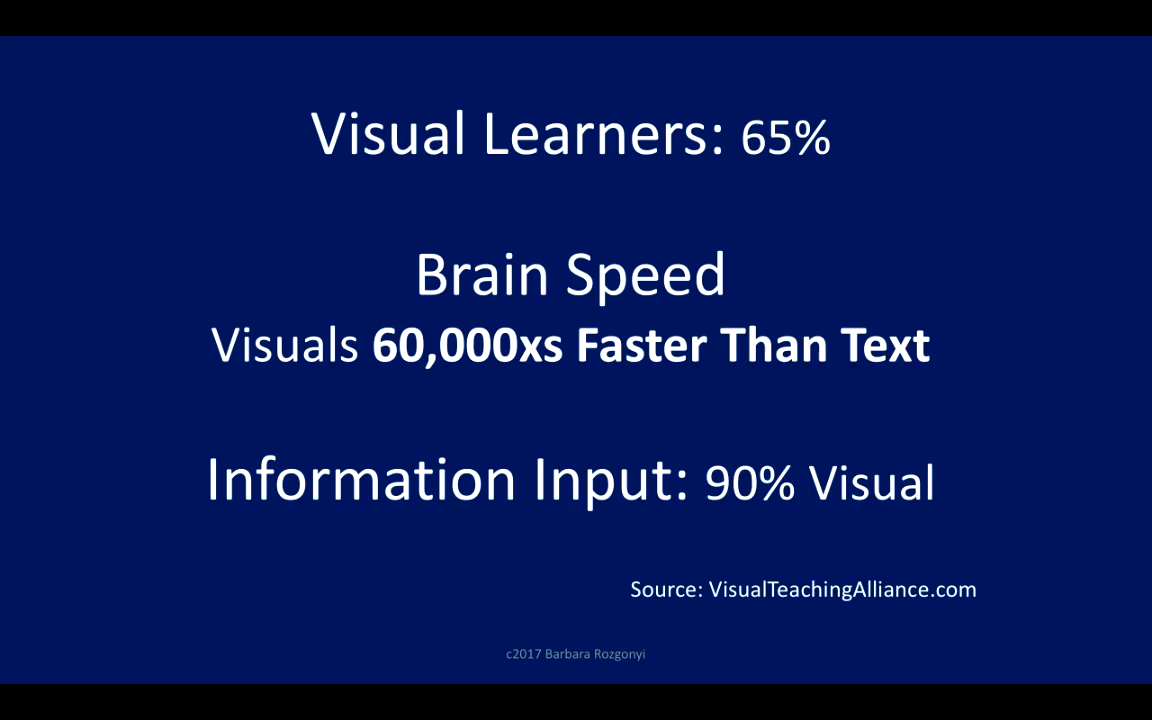 Visual Learners: 65%
Brain Speed
Visuals 60,000xs Faster Than Text
Information Input: 90% Visual
Source: VisualTeachingAlliance.com
c2017 Barbara Rozgonyi